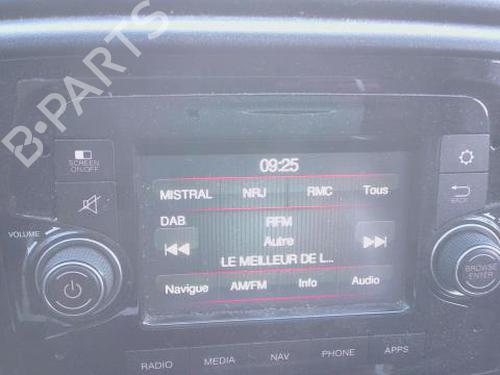 B-PARTS
SCREEN
ON/OFF
VOLUME
09:25
MISTRAL NRJ RMC Tous
DAB
RFM
Autre
LE MEILLEUR DE L...
Navigue AM/FM Info Audio
BACK
BROWSE
ENTER
RADIO MEDIA NAV PHONE APPS